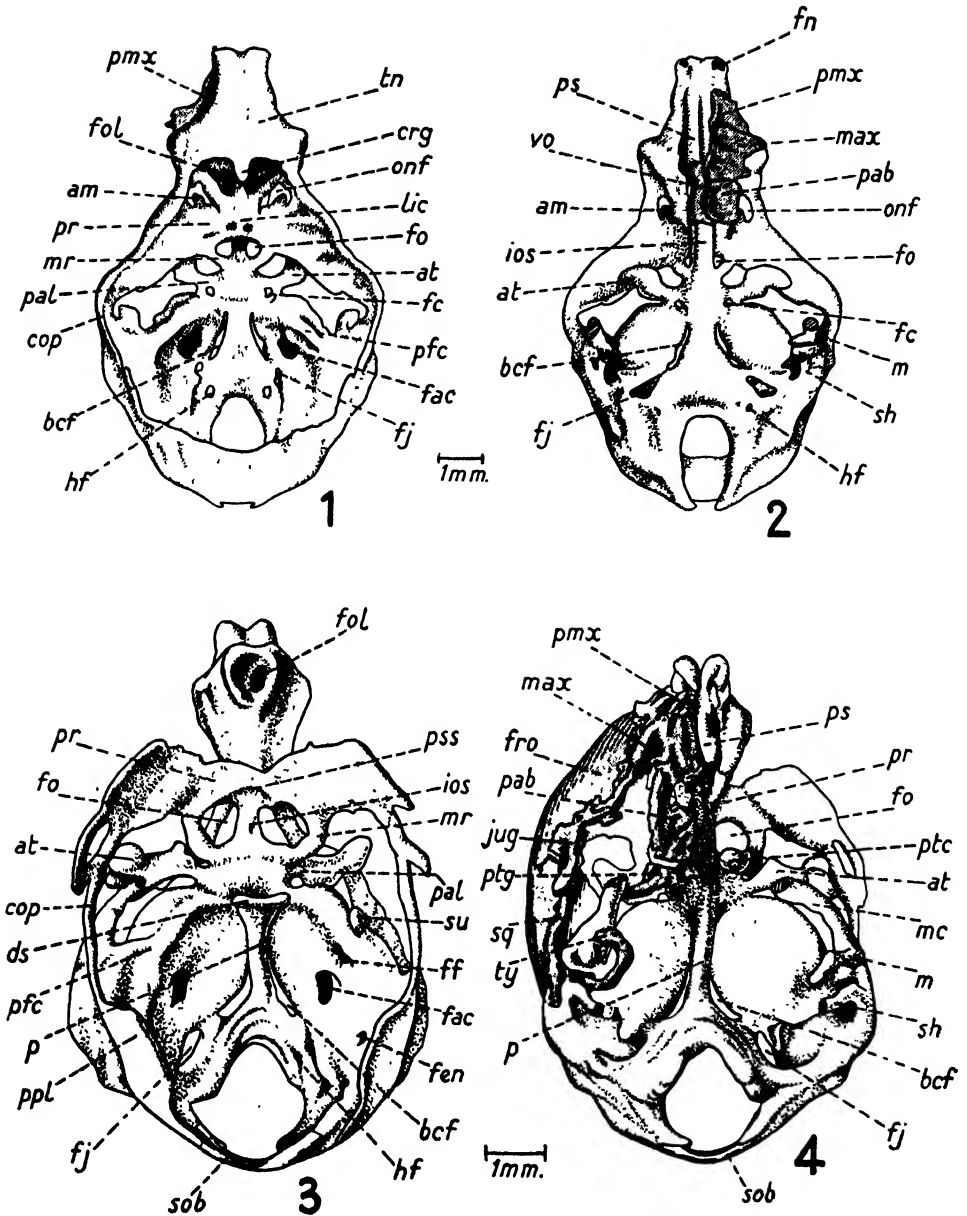 pmx
fol
am
pr
mr
pal
cop
bcf
hf
tn
crg
onf
lic
fo
at
fc
pfc
fac
fj
1
1mm.
fn
ps
vo
am
ios
at
bcf
fj
pmx
max
pab
onf
fo
fc
m
sh
hf
2
fol
pr
fo
at
cop
ds
pfc
p
ppl
fj
sob
pss
ios
mr
pal
su
ff
fac
fen
bcf
hf
3
1mm.
pmx
max
fro
pab
jug
ptg
sq
ty
p
ps
pr
fo
ptc
at
mc
m
sh
bcf
fj
sob
4